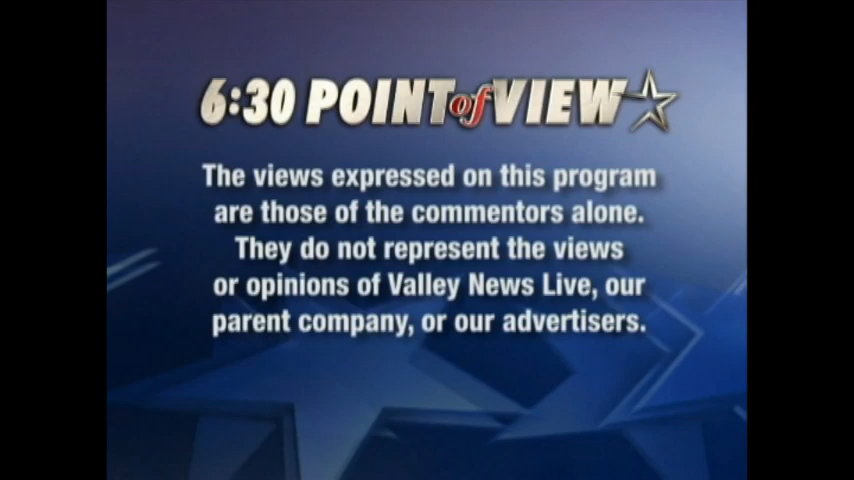 6:30 POINT of VIEW
The views expressed on this program
are those of the commentors alone.
They do not represent the views
or opinions of Valley News Live, our
parent company, or our advertisers.